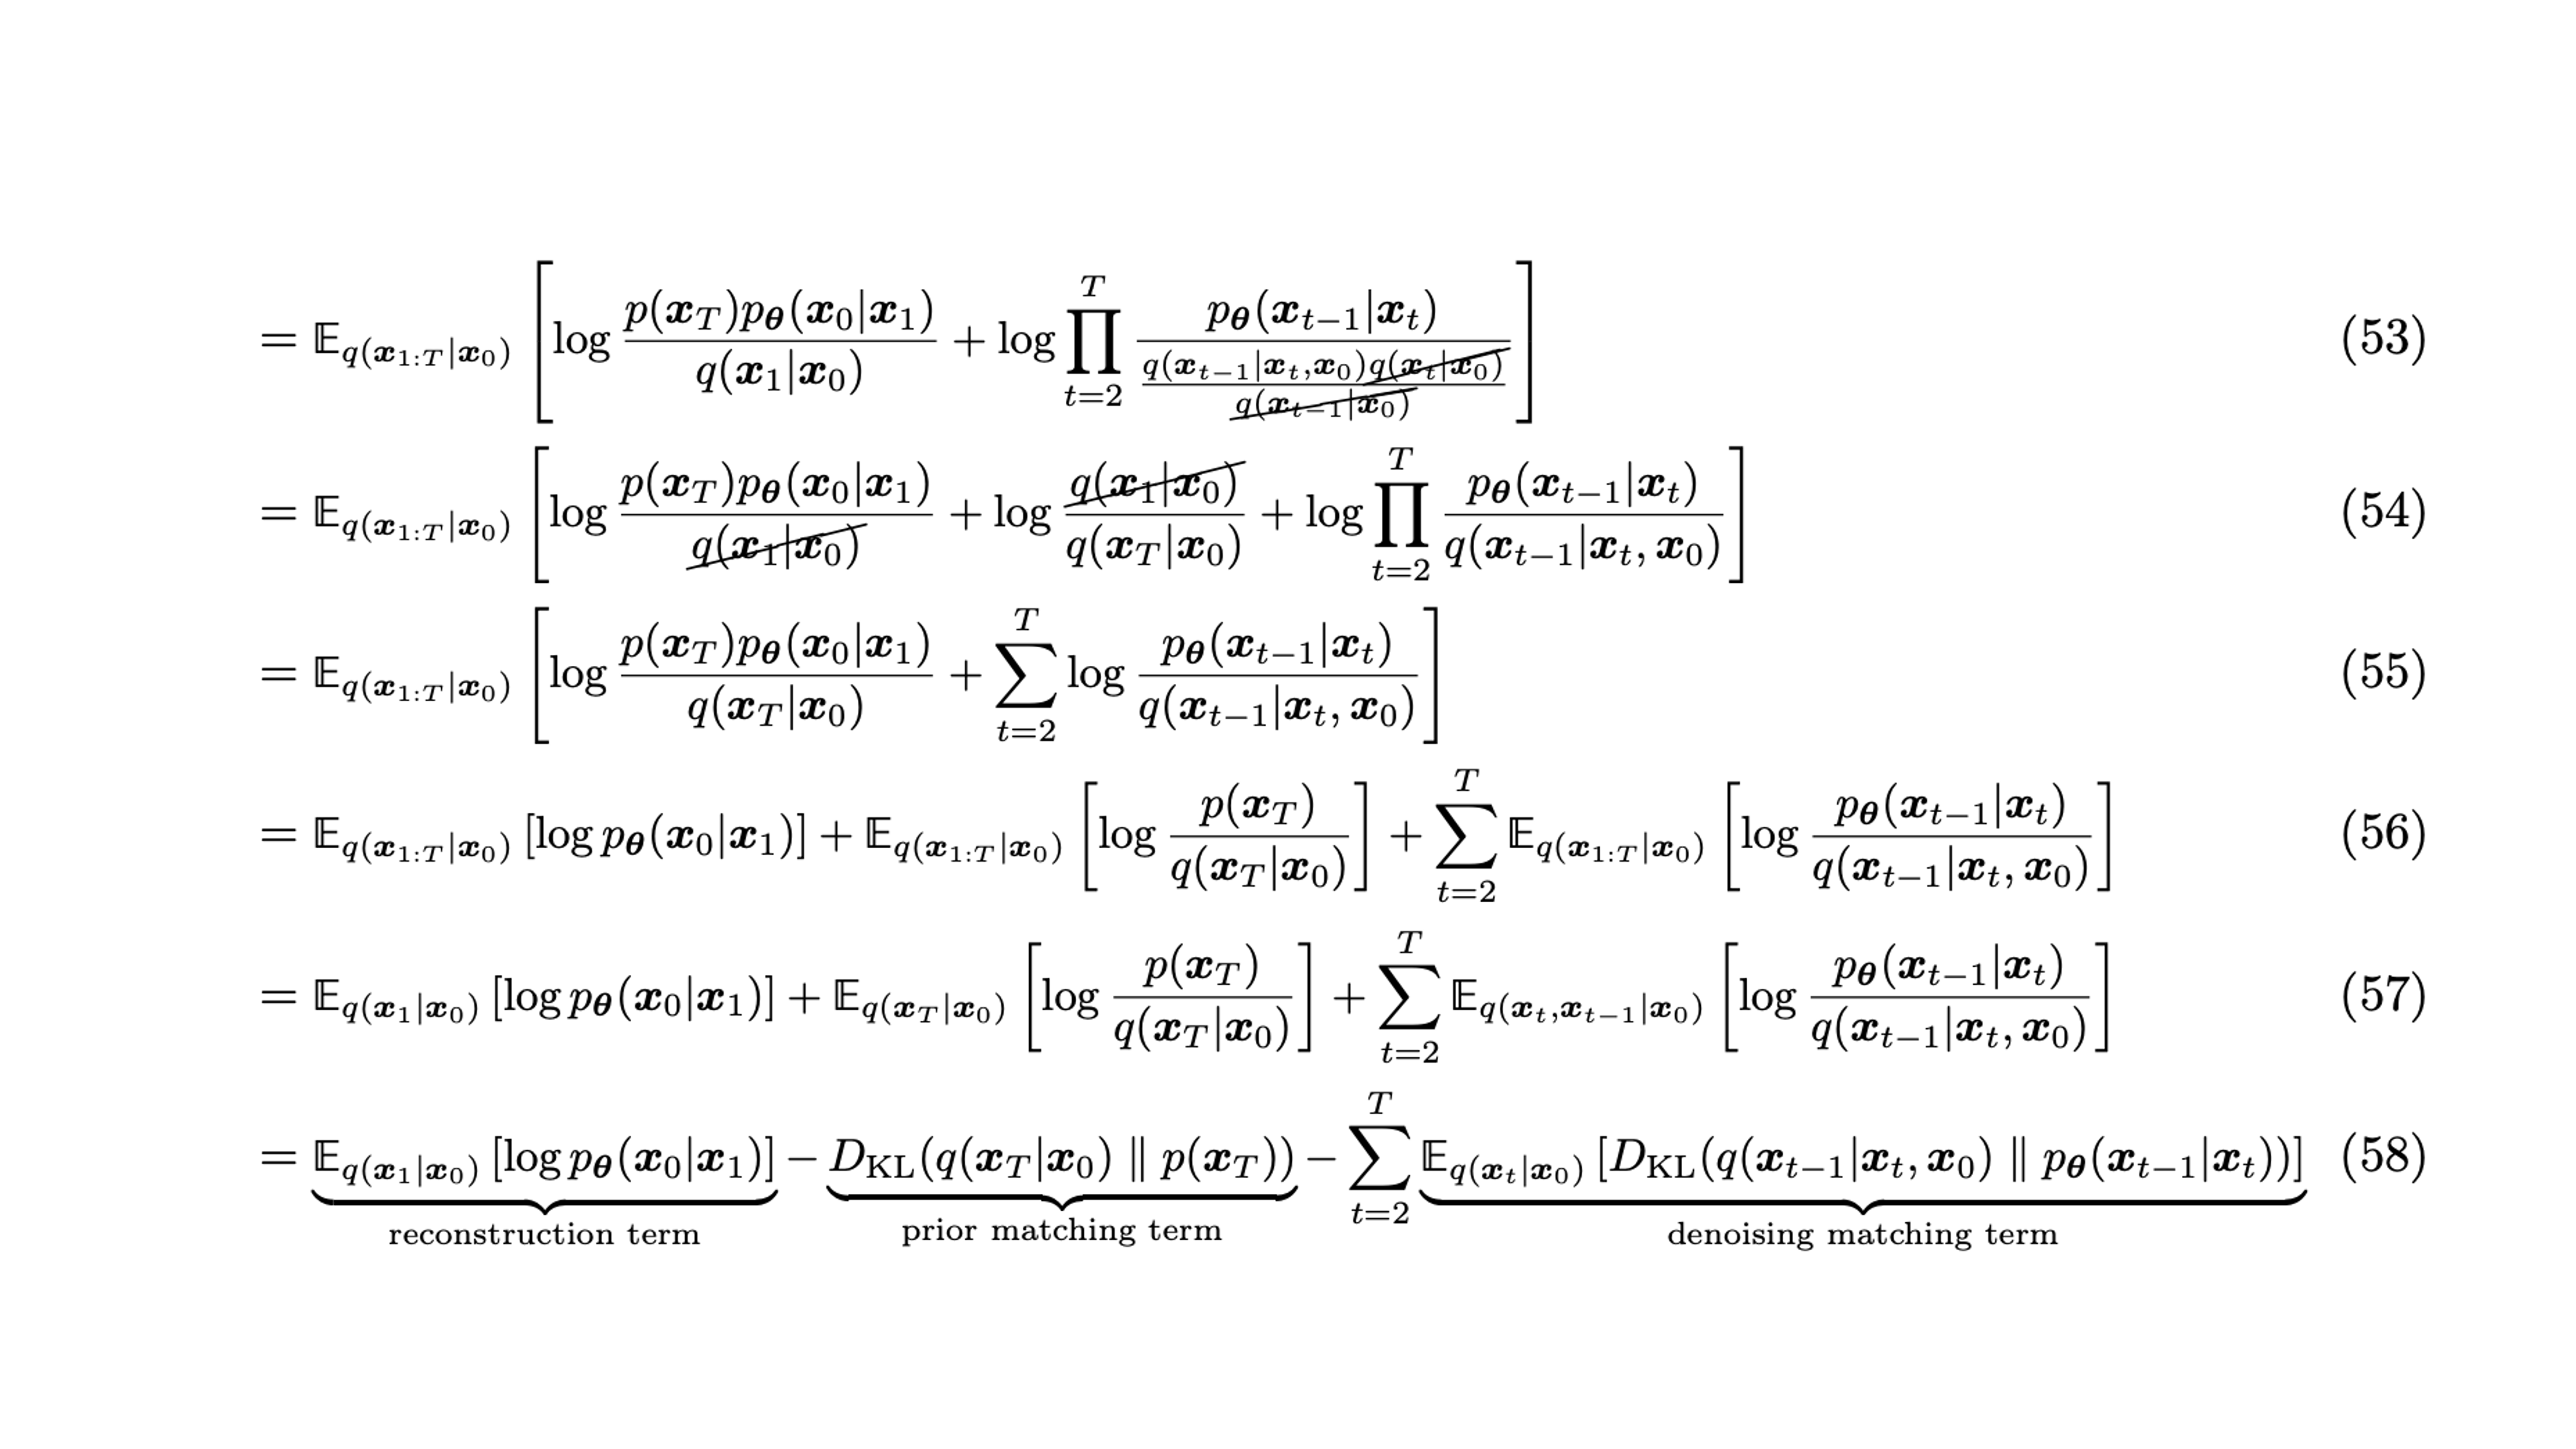 $= \mathbb{E}_{q(\boldsymbol{x}_{1:T}|\boldsymbol{x}_0)} \left[ \log \frac{p(\boldsymbol{x}_T)p_{\boldsymbol{\theta}}(\boldsymbol{x}_0|\boldsymbol{x}_1)}{q(\boldsymbol{x}_1|\boldsymbol{x}_0)} + \log \prod_{t=2}^{T} \frac{p_{\boldsymbol{\theta}}(\boldsymbol{x}_{t-1}|\boldsymbol{x}_t)}{\frac{q(\boldsymbol{x}_{t-1}|\boldsymbol{x}_t,\boldsymbol{x}_0)\cancel{q(\boldsymbol{x}_t|\boldsymbol{x}_0)}}{\cancel{q(\boldsymbol{x}_{t-1}|\boldsymbol{x}_0)}}} \right]$ (53)
$= \mathbb{E}_{q(\boldsymbol{x}_{1:T}|\boldsymbol{x}_0)} \left[ \log \frac{p(\boldsymbol{x}_T)p_{\boldsymbol{\theta}}(\boldsymbol{x}_0|\boldsymbol{x}_1)}{\cancel{q(\boldsymbol{x}_1|\boldsymbol{x}_0)}} + \log \frac{\cancel{q(\boldsymbol{x}_1|\boldsymbol{x}_0)}}{q(\boldsymbol{x}_T|\boldsymbol{x}_0)} + \log \prod_{t=2}^{T} \frac{p_{\boldsymbol{\theta}}(\boldsymbol{x}_{t-1}|\boldsymbol{x}_t)}{q(\boldsymbol{x}_{t-1}|\boldsymbol{x}_t,\boldsymbol{x}_0)} \right]$ (54)
$= \mathbb{E}_{q(\boldsymbol{x}_{1:T}|\boldsymbol{x}_0)} \left[ \log \frac{p(\boldsymbol{x}_T)p_{\boldsymbol{\theta}}(\boldsymbol{x}_0|\boldsymbol{x}_1)}{q(\boldsymbol{x}_T|\boldsymbol{x}_0)} + \sum_{t=2}^{T} \log \frac{p_{\boldsymbol{\theta}}(\boldsymbol{x}_{t-1}|\boldsymbol{x}_t)}{q(\boldsymbol{x}_{t-1}|\boldsymbol{x}_t,\boldsymbol{x}_0)} \right]$ (55)
$= \mathbb{E}_{q(\boldsymbol{x}_{1:T}|\boldsymbol{x}_0)} \left[ \log p_{\boldsymbol{\theta}}(\boldsymbol{x}_0|\boldsymbol{x}_1) \right] + \mathbb{E}_{q(\boldsymbol{x}_{1:T}|\boldsymbol{x}_0)} \left[ \log \frac{p(\boldsymbol{x}_T)}{q(\boldsymbol{x}_T|\boldsymbol{x}_0)} \right] + \sum_{t=2}^{T} \mathbb{E}_{q(\boldsymbol{x}_{1:T}|\boldsymbol{x}_0)} \left[ \log \frac{p_{\boldsymbol{\theta}}(\boldsymbol{x}_{t-1}|\boldsymbol{x}_t)}{q(\boldsymbol{x}_{t-1}|\boldsymbol{x}_t,\boldsymbol{x}_0)} \right]$ (56)
$= \mathbb{E}_{q(\boldsymbol{x}_1|\boldsymbol{x}_0)} \left[ \log p_{\boldsymbol{\theta}}(\boldsymbol{x}_0|\boldsymbol{x}_1) \right] + \mathbb{E}_{q(\boldsymbol{x}_T|\boldsymbol{x}_0)} \left[ \log \frac{p(\boldsymbol{x}_T)}{q(\boldsymbol{x}_T|\boldsymbol{x}_0)} \right] + \sum_{t=2}^{T} \mathbb{E}_{q(\boldsymbol{x}_t,\boldsymbol{x}_{t-1}|\boldsymbol{x}_0)} \left[ \log \frac{p_{\boldsymbol{\theta}}(\boldsymbol{x}_{t-1}|\boldsymbol{x}_t)}{q(\boldsymbol{x}_{t-1}|\boldsymbol{x}_t,\boldsymbol{x}_0)} \right]$ (57)
$= \underbrace{\mathbb{E}_{q(\boldsymbol{x}_1|\boldsymbol{x}_0)} \left[ \log p_{\boldsymbol{\theta}}(\boldsymbol{x}_0|\boldsymbol{x}_1) \right]} - \underbrace{D_{\mathrm{KL}}(q(\boldsymbol{x}_T|\boldsymbol{x}_0) \parallel p(\boldsymbol{x}_T))} - \sum_{t=2}^{T} \underbrace{\mathbb{E}_{q(\boldsymbol{x}_t|\boldsymbol{x}_0)} \left[ D_{\mathrm{KL}}(q(\boldsymbol{x}_{t-1}|\boldsymbol{x}_t,\boldsymbol{x}_0) \parallel p_{\boldsymbol{\theta}}(\boldsymbol{x}_{t-1}|\boldsymbol{x}_t)) \right]}$ (58)
reconstruction term prior matching term denoising matching term